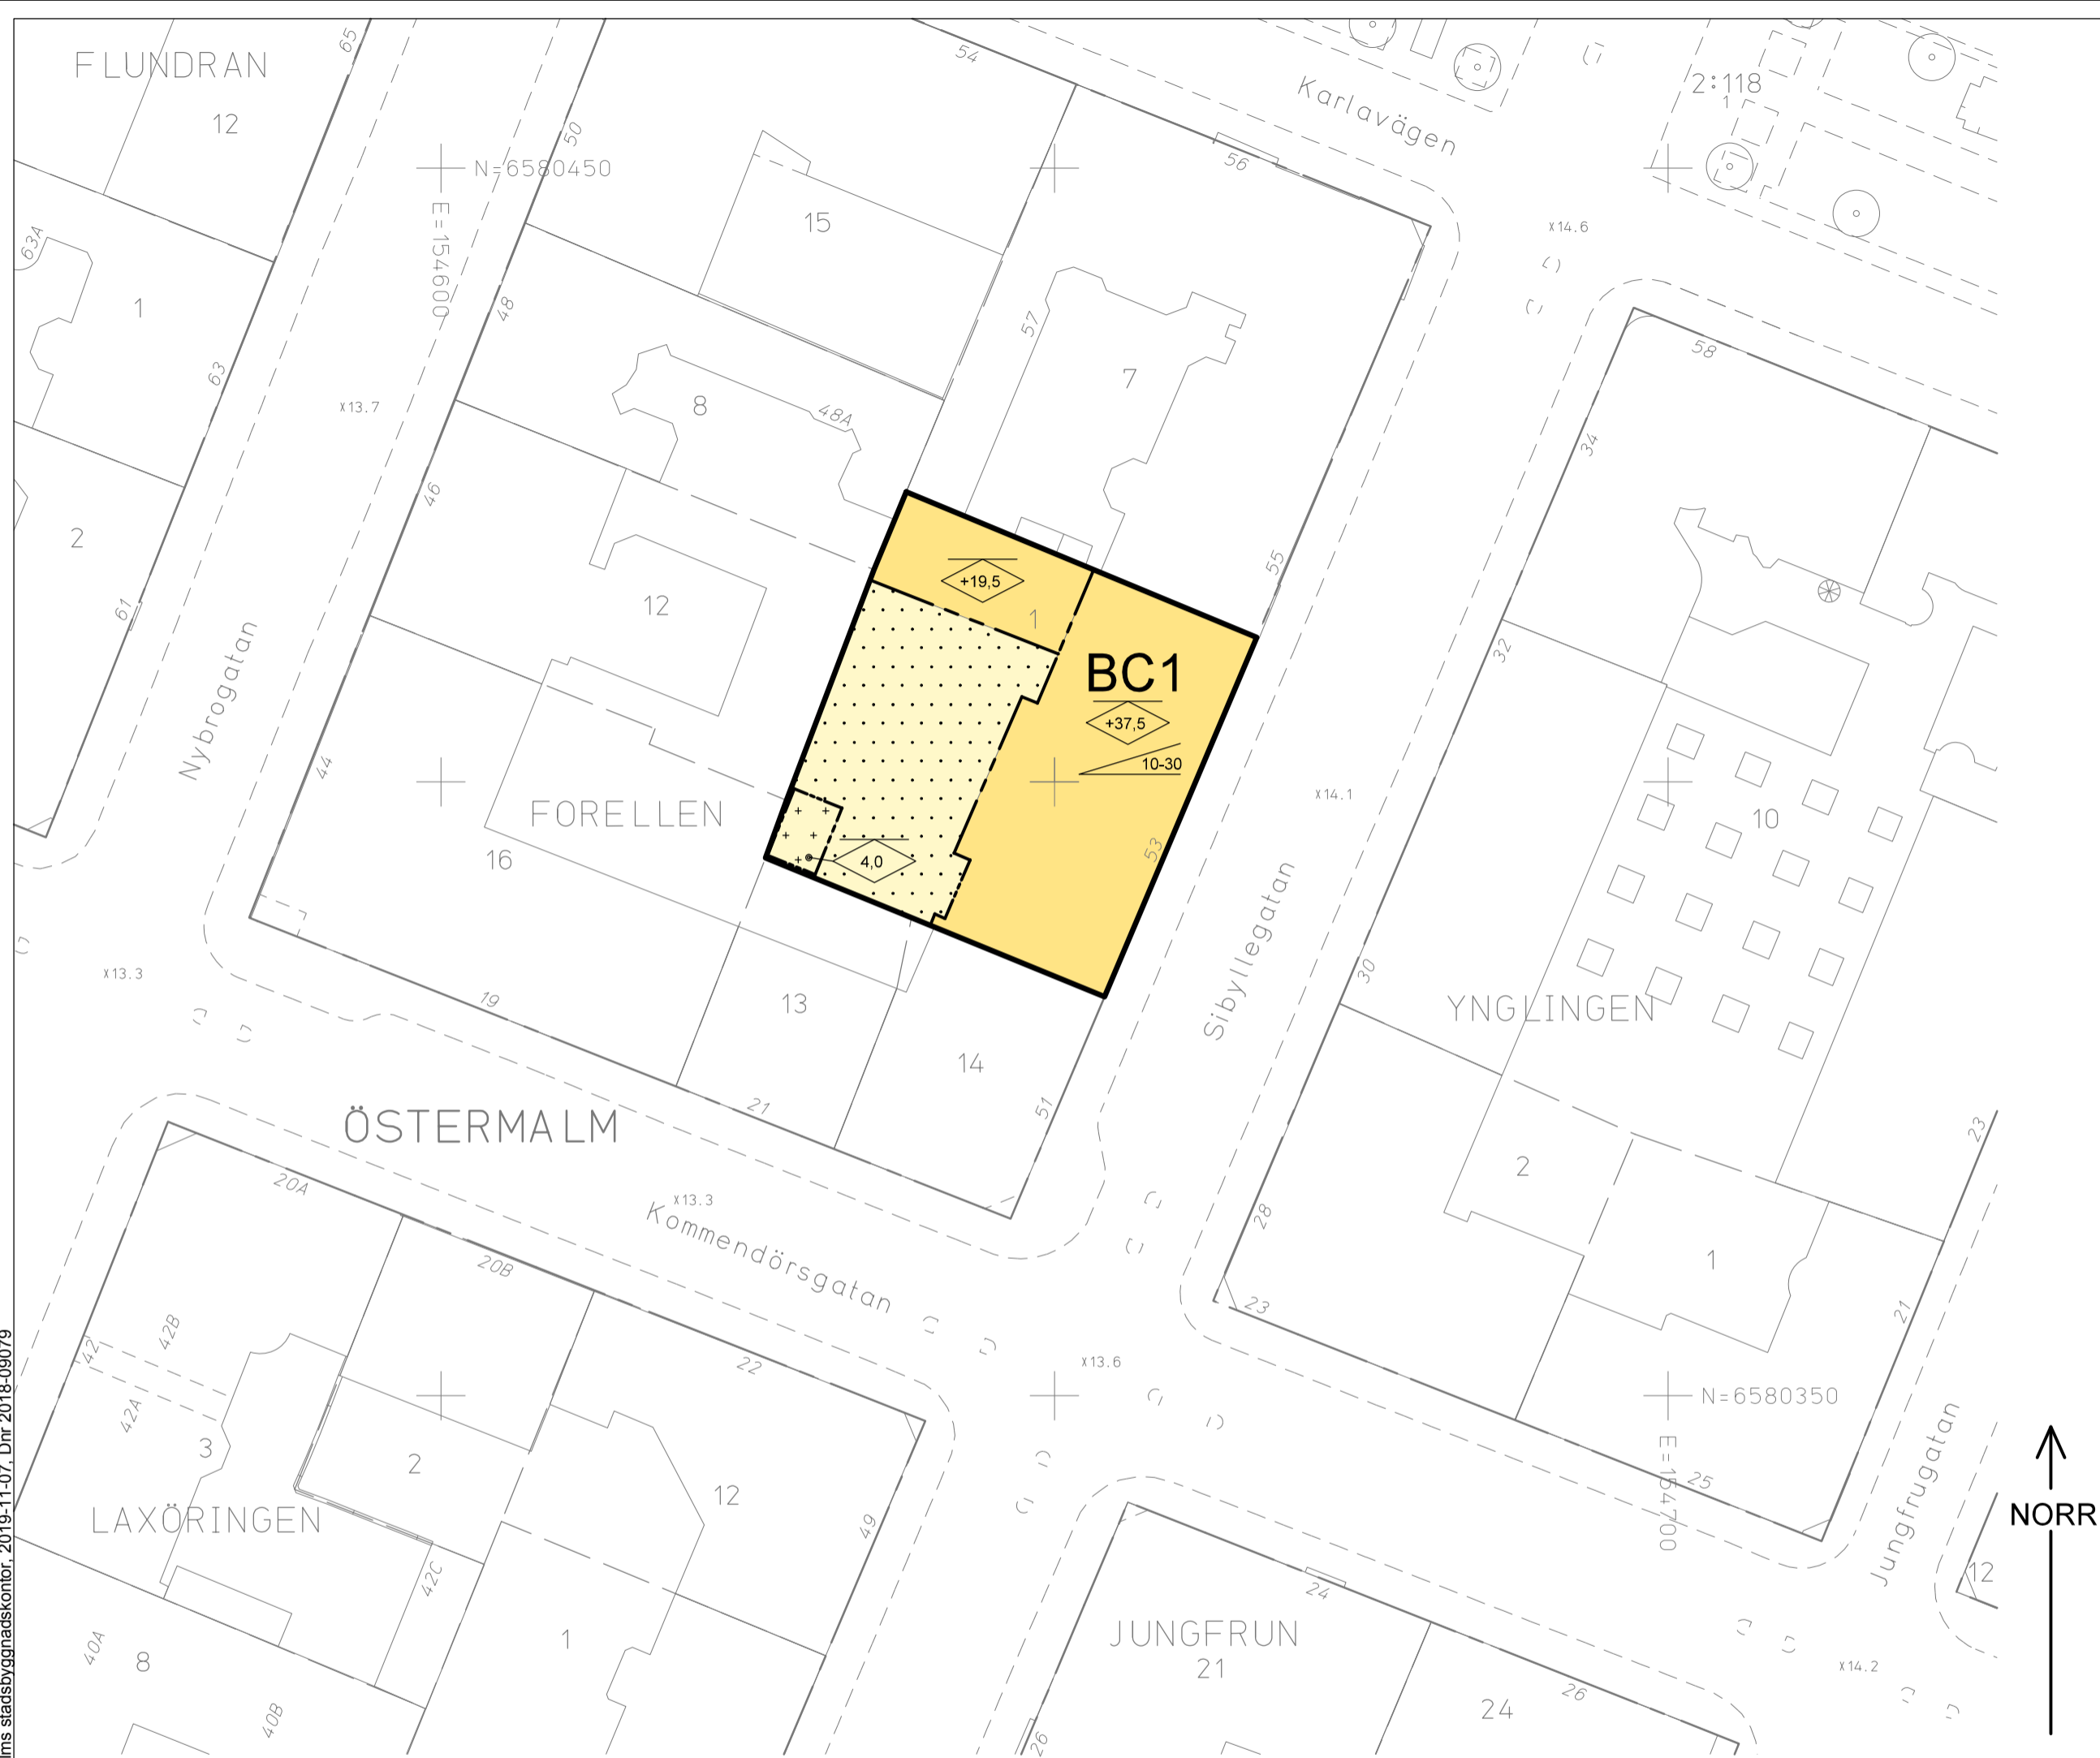 FLUNDRAN
12
65
54
Karlavägen
2:118
1
50
N=6580450
56
E=154600
15
63A
1
48
57
x14.6
63
x13.7
8
48A
7
58
34
46
2
61
12
55
+19,5
1
32
BC1
+37,5
10-30
Nybrogatan
44
FORELLEN
16
4,0
53
x14.1
10
Sibyllegatan
x13.3
19
13
30
YNGLINGEN
14
ÖSTERMALM
21
51
23
20A
x13.3
Kommendörsgatan
2
28
20B
1
23
21
42B
42
22
x13.6
N=6580350
42A
3
2
E=154700
25
Jungfrugatan
12
LAXÖRINGEN
49
NORR
42C
12
24
1
JUNGFRUN
21
40A
8
x14.2
26
24
40B
26
lms stadsbyggnadskontor, 2019-11-07, Dnr 2018-09079